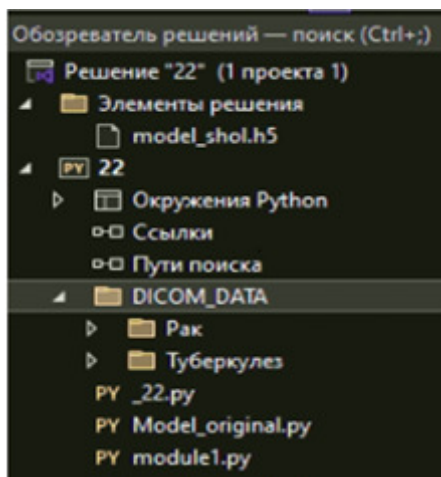 Обозреватель решений — поиск (Ctrl+;)
Решение "22" (1 проекта 1)
Элементы решения
model_shol.h5
PY 22
Окружения Python
Ссылки
Пути поиска
DICOM_DATA
Рак
Туберкулез
PY _22.py
PY Model_original.py
PY module1.py